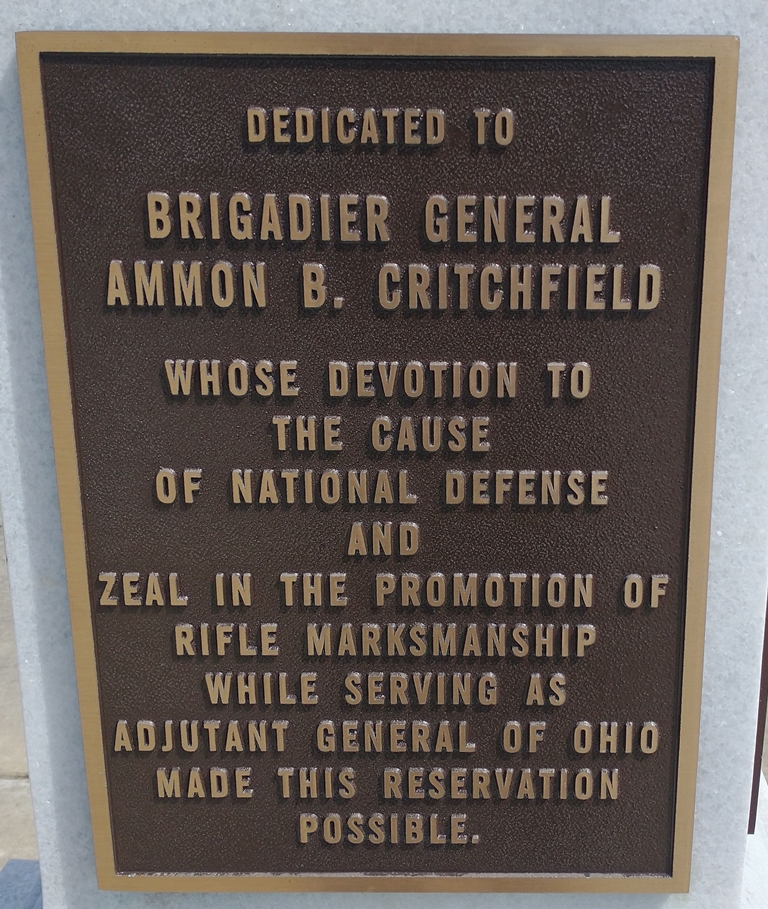 DEDICATED TO
BRIGADIER GENERAL
AMMON B. CRITCHFIELD
WHOSE DEVOTION TO
THE CAUSE
OF NATIONAL DEFENSE
AND
ZEAL IN THE PROMOTION OF
RIFLE MARKSMANSHIP
WHILE SERVING AS
ADJUTANT GENERAL OF OHIO
MADE THIS RESERVATION
POSSIBLE.